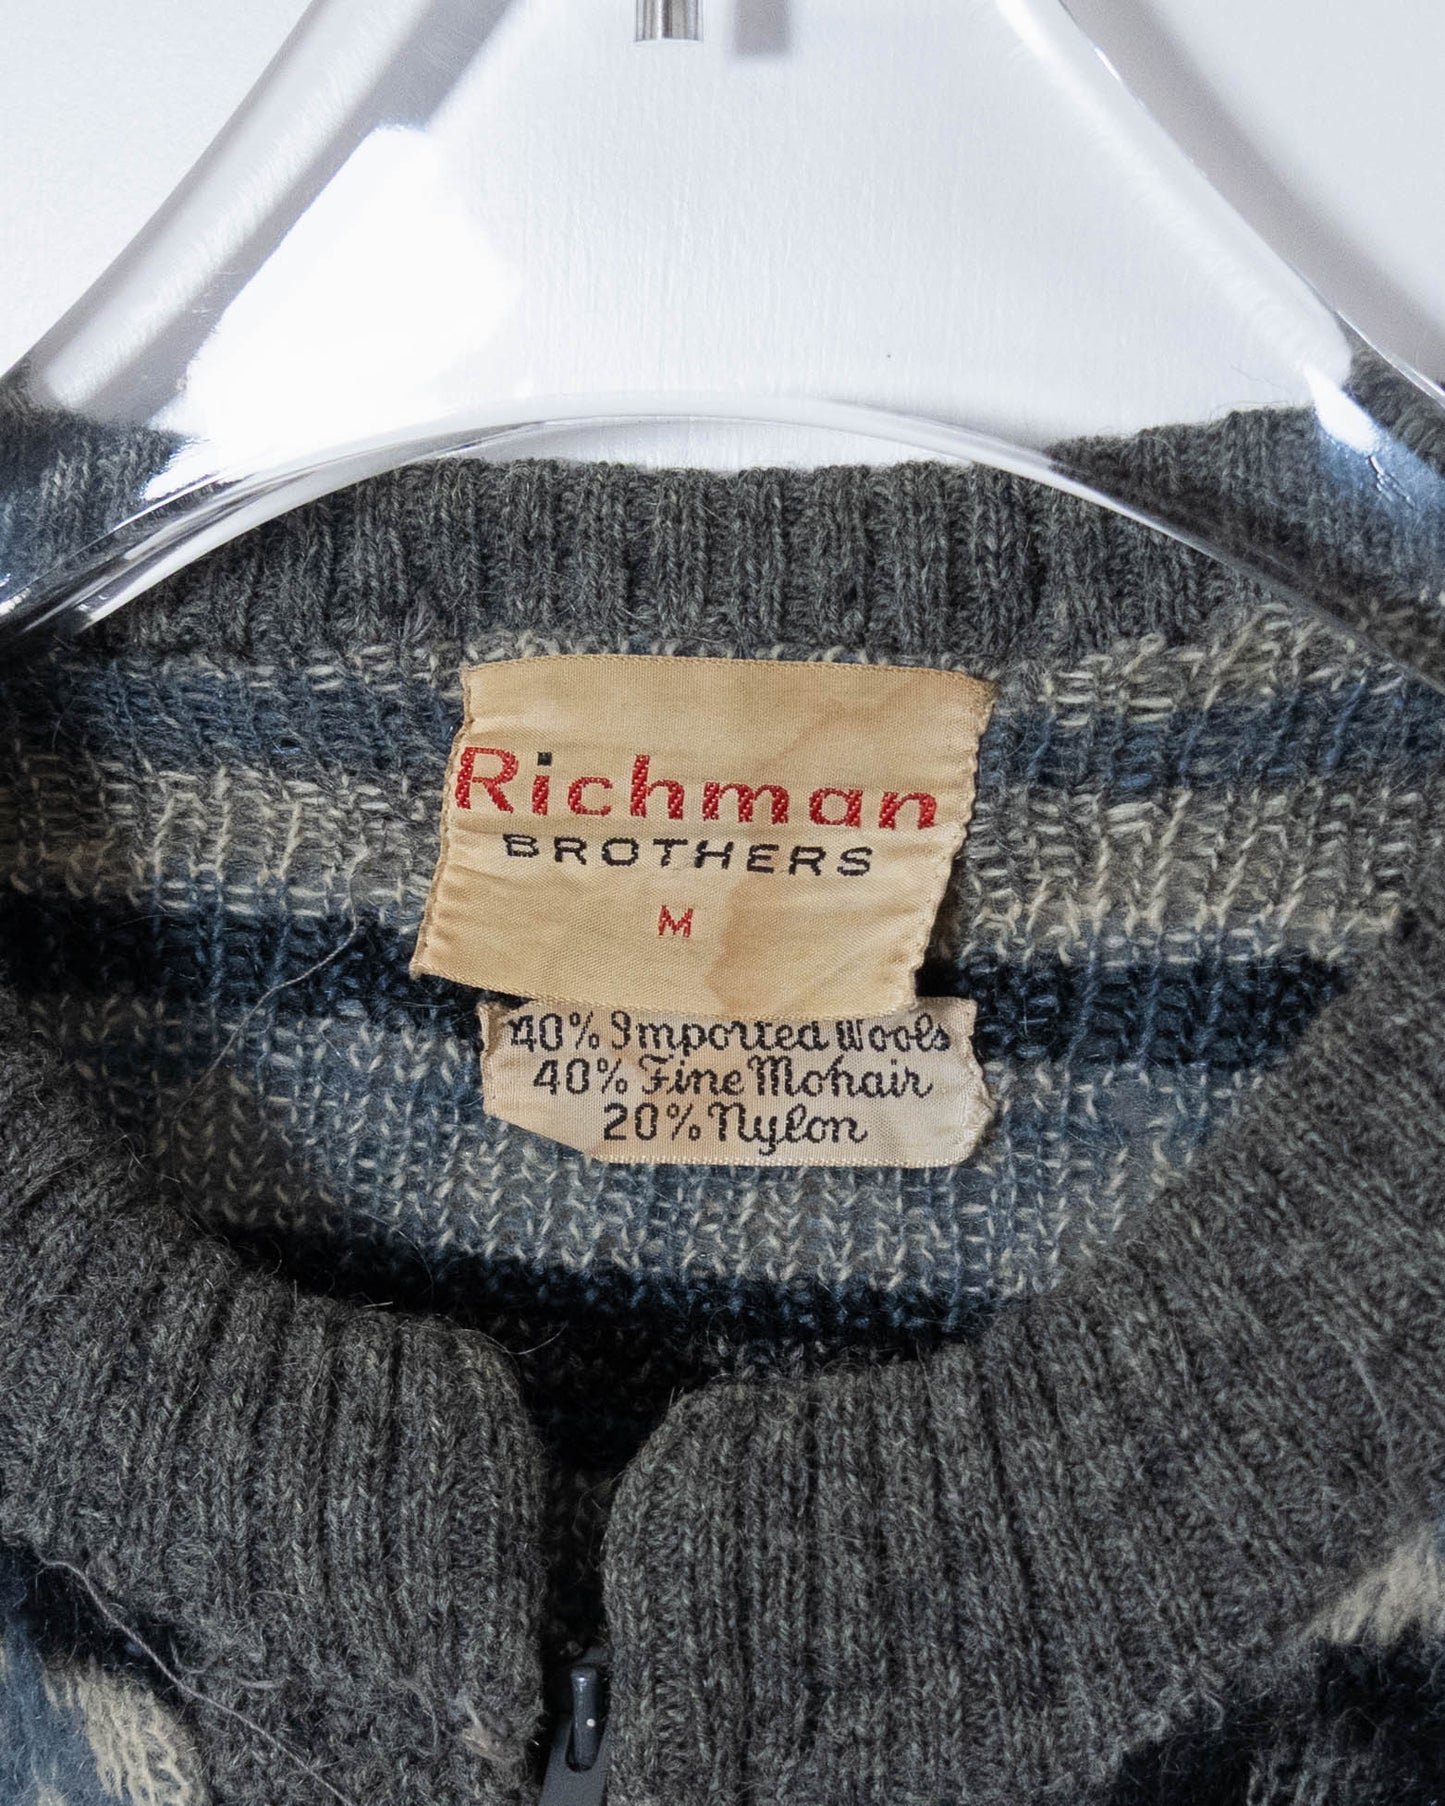 Richman
BROTHERS
M
40% Imported Wools
40% Fine Mohair
20% Nylon